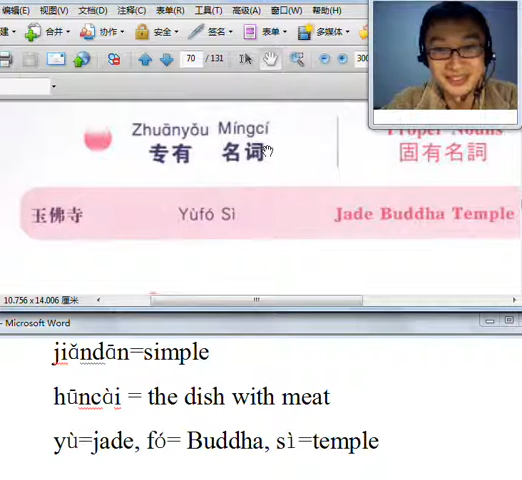 编辑(E) 视图(V) 文档(D) 注释(C) 表单(R) 工具(T) 高级(A) 窗口(W) 帮助(H)
建 合并 协作 安全 签名 表单 多媒体
70 / 131 300
Zhuānyǒu Míngcí Proper Nouns
专有 名词 固有名詞
玉佛寺 Yùfó Sì Jade Buddha Temple
10.756 x 14.006 厘米
- Microsoft Word
jiǎndān=simple
hūncài = the dish with meat
yù=jade, fó= Buddha, sì=temple